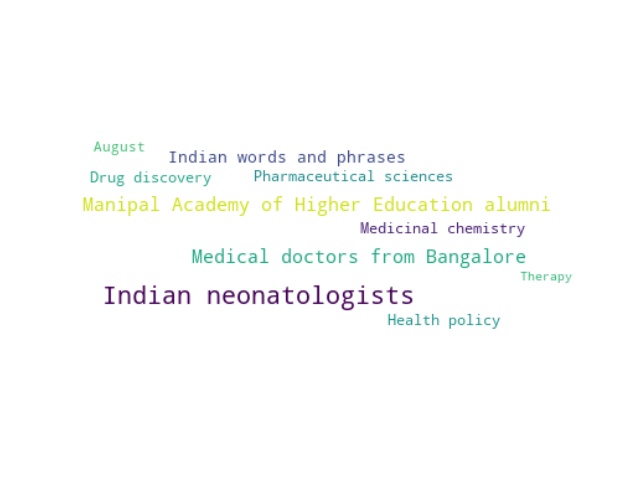 August
Indian words and phrases
Drug discovery
Pharmaceutical sciences
Manipal Academy of Higher Education alumni
Medicinal chemistry
Medical doctors from Bangalore
Therapy
Indian neonatologists
Health policy